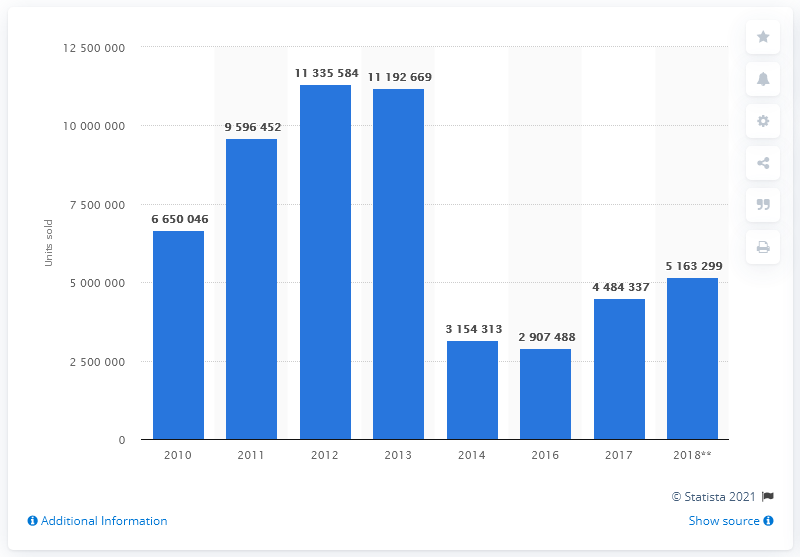 12 500 000
10 000 000
7 500 000
5 000 000
2 500 000
0
Units sold
6 650 046
9 596 452
11 335 584
11 192 669
3 154 313
2 907 488
4 484 337
5 163 299
2010
2011
2012
2013
2014
2016
2017
2018**
© Statista 2021
Additional Information
Show source